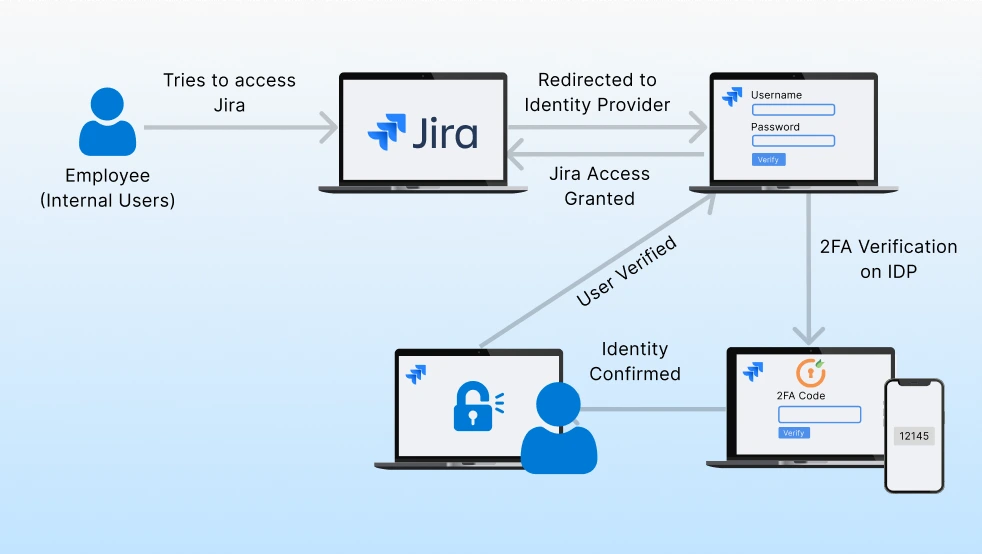 Tries to access
Jira
Redirected to
Identity Provider
Jira
Username
Password
Verify
Employee
(Internal Users)
Jira Access
Granted
User Verified
2FA Verification
on IDP
Identity
Confirmed
2FA Code
Verify
12145